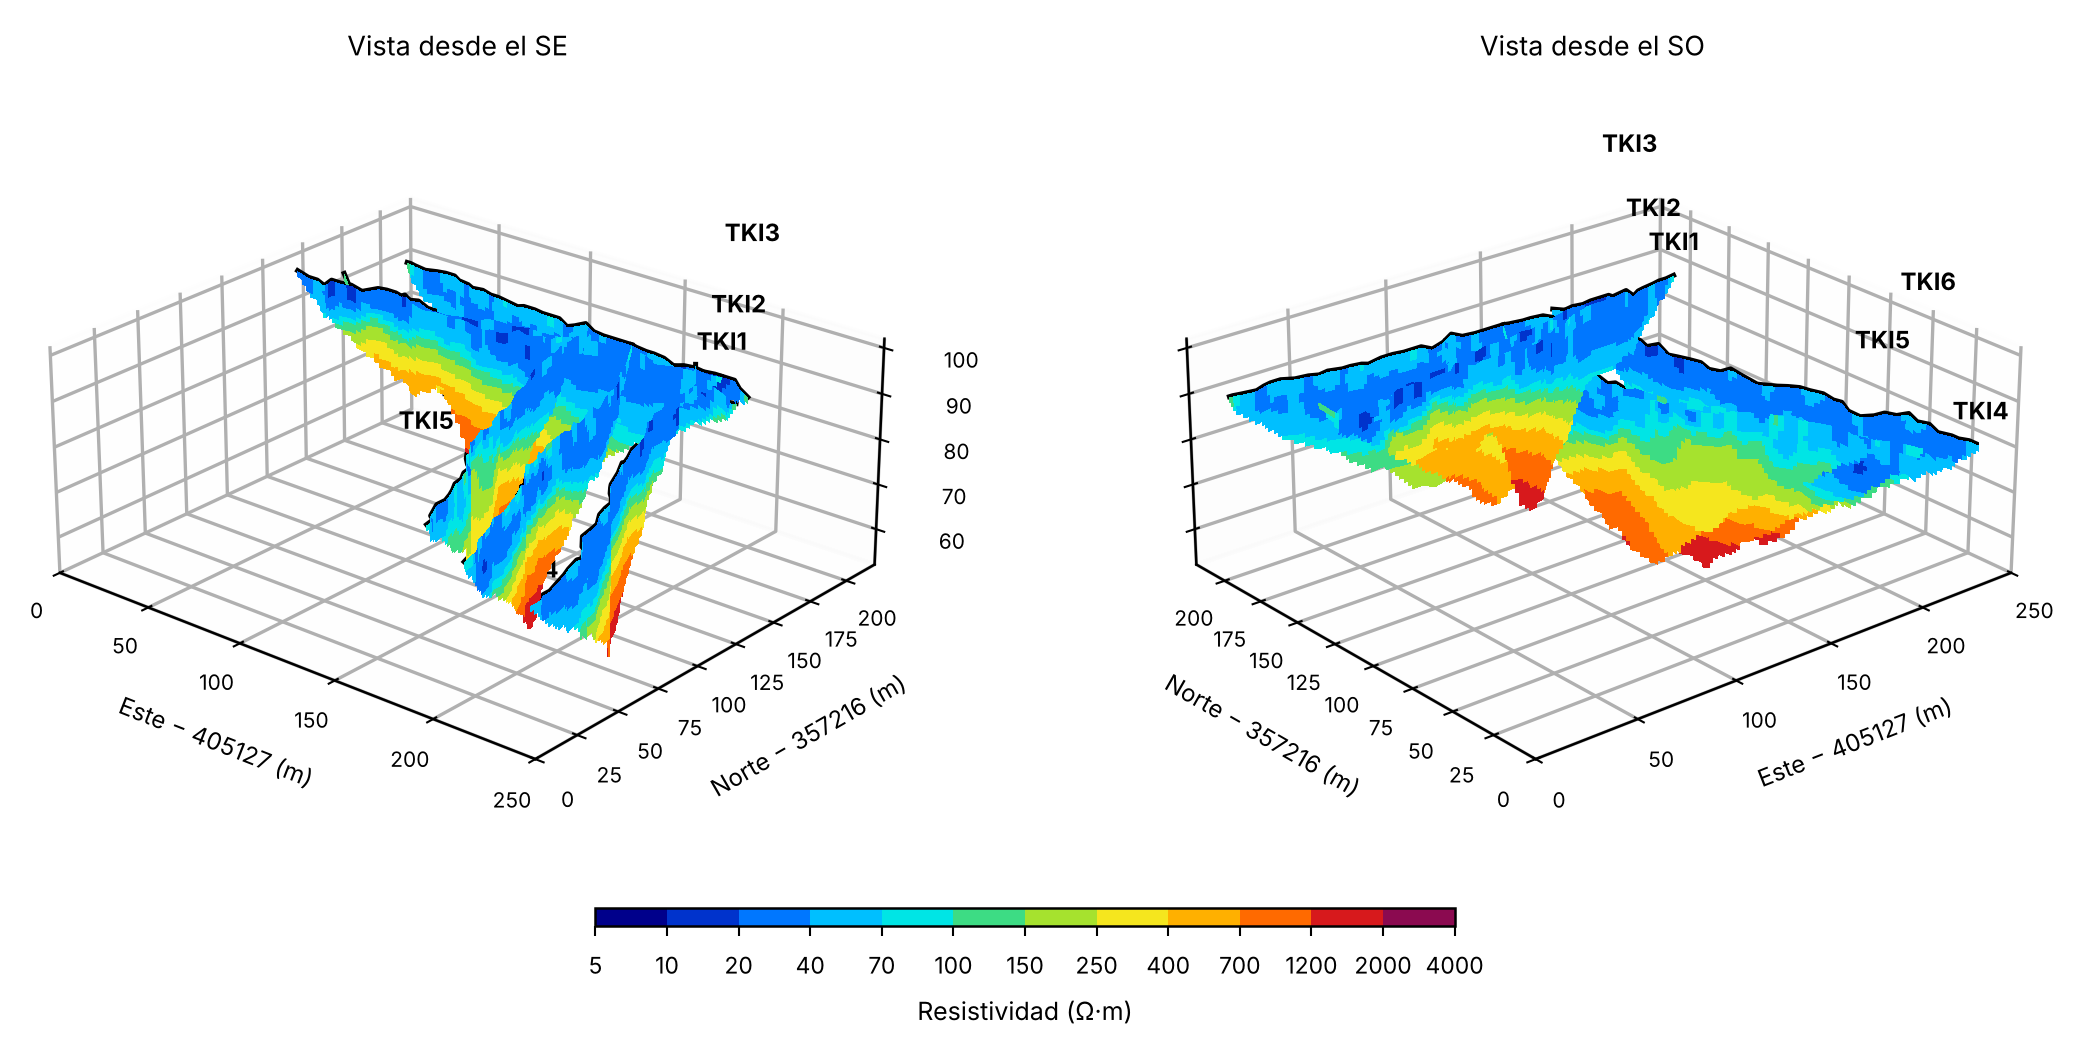 Vista desde el SE
Vista desde el SO
TKI3
TKI2
TKI1
TKI5
100
90
80
70
60
0
50
100
150
200
250
0
25
50
75
100
125
150
175
200
Este − 405127 (m)
Norte − 357216 (m)
TKI3
TKI2
TKI1
TKI6
TKI5
TKI4
200
175
150
125
100
75
50
25
0
0
50
100
150
200
250
Norte − 357216 (m)
Este − 405127 (m)
5 10 20 40 70 100 150 250 400 700 1200 2000 4000
Resistividad (Ω·m)